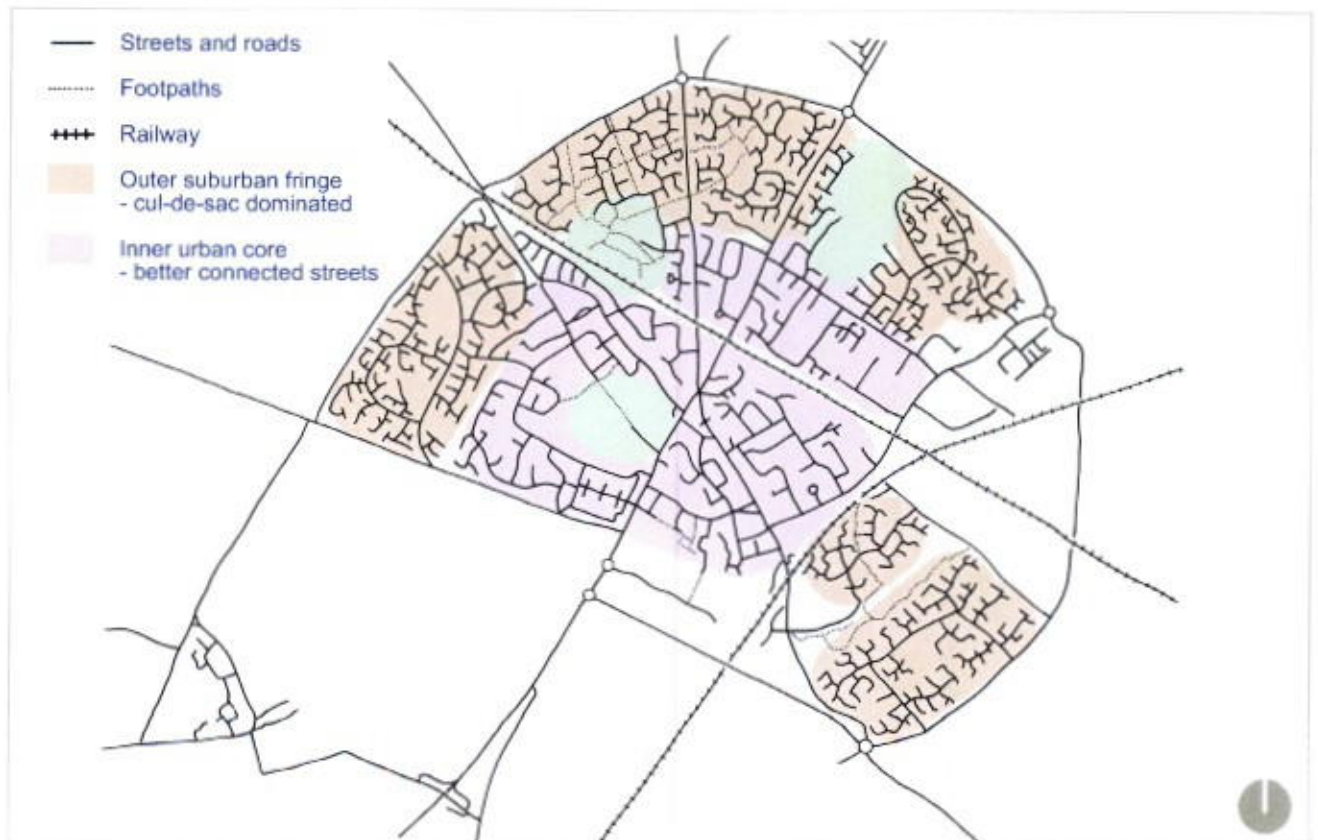 Streets and roads
Footpaths
Railway
Outer suburban fringe
- cul-de-sac dominated
Inner urban core
- better connected streets